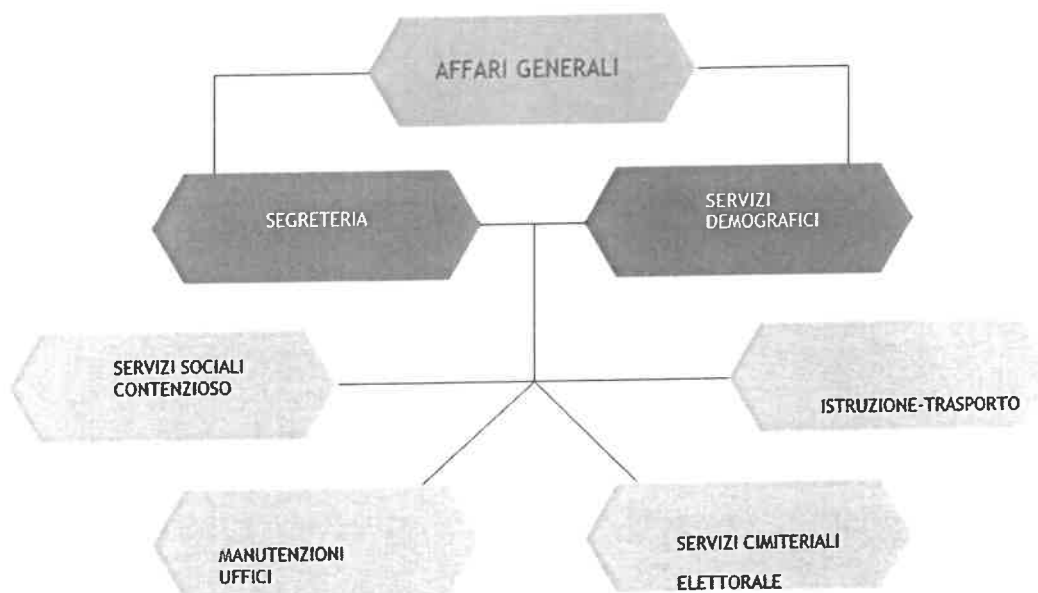 AFFARI GENERALI
SEGRETERIA
SERVIZI
DEMOGRAFICI
SERVIZI SOCIALI
CONTENZIOSO
ISTRUZIONE-TRASPORTO
MANUTENZIONI
UFFICI
SERVIZI CIMITERIALI
ELETTORALE